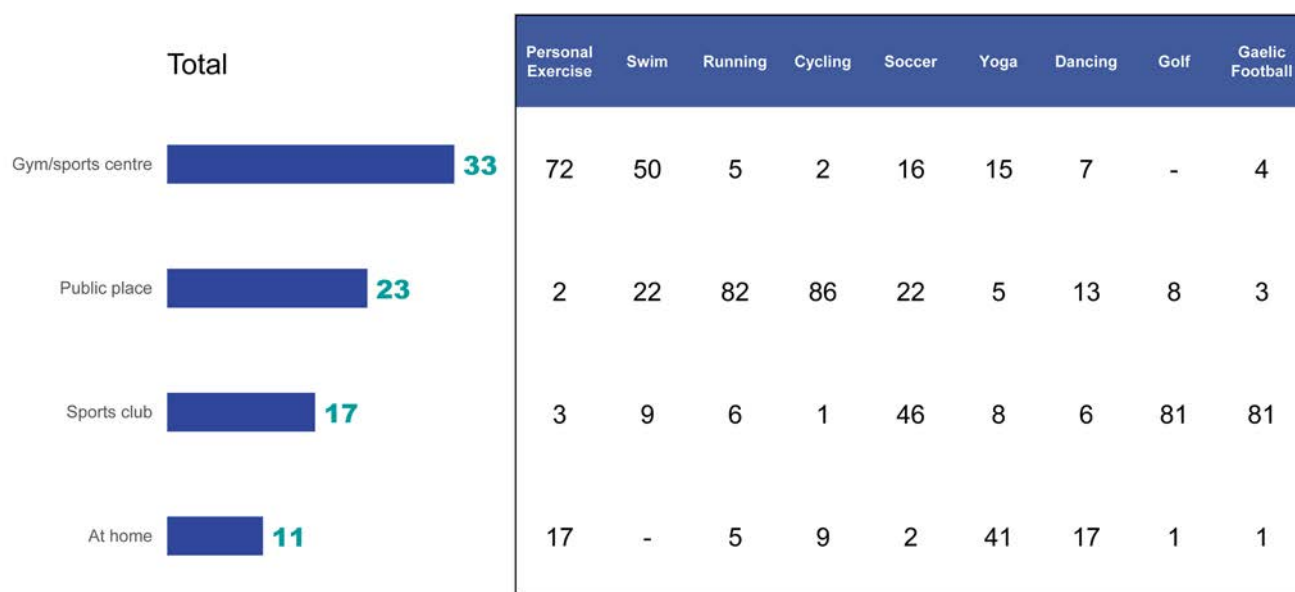 Total
Personal Exercise Swim Running Cycling Soccer Yoga Dancing Golf Gaelic Football
Gym/sports centre 33 72 50 5 2 16 15 7 - 4
Public place 23 2 22 82 86 22 5 13 8 3
Sports club 17 3 9 6 1 46 8 6 81 81
At home 11 17 - 5 9 2 41 17 1 1